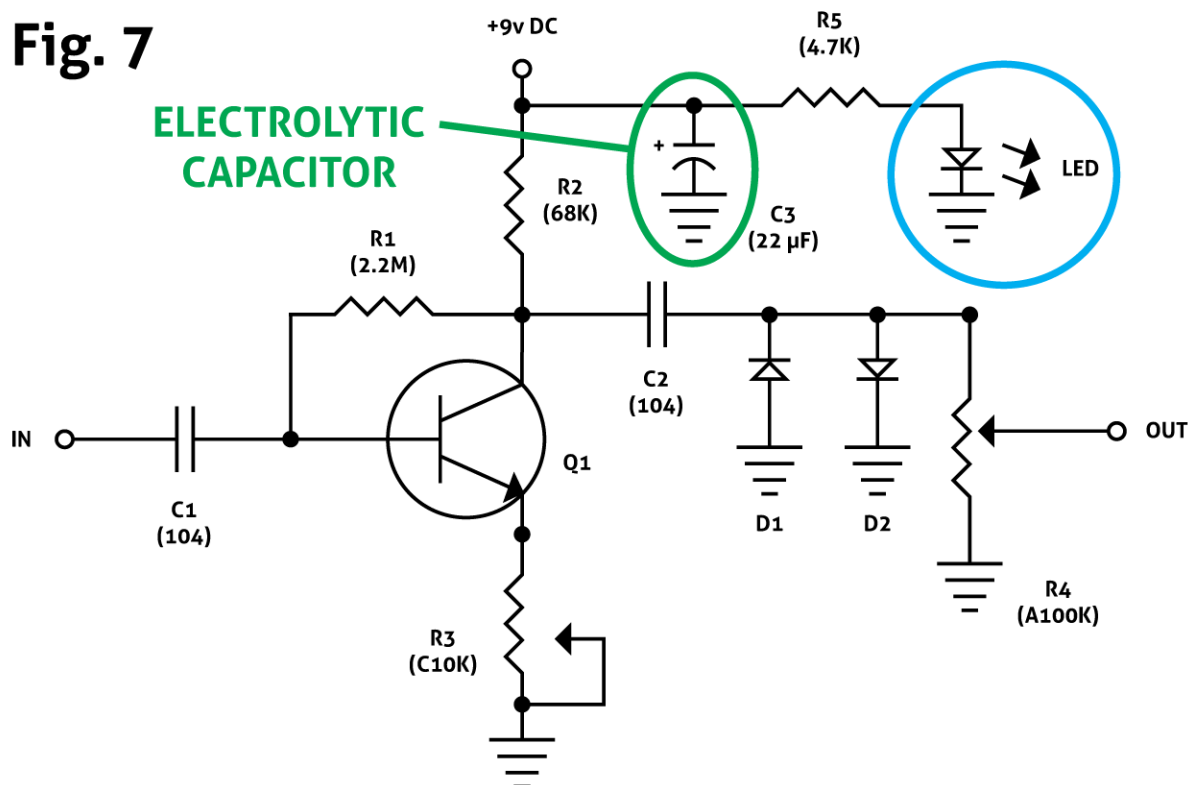 Fig. 7
+9v DC
R5
(4.7K)
ELECTROLYTIC
CAPACITOR
+
LED
R2
(68K)
C3
(22 µF)
R1
(2.2M)
C2
(104)
IN
OUT
Q1
C1
(104)
D1
D2
R4
(A100K)
R3
(C10K)